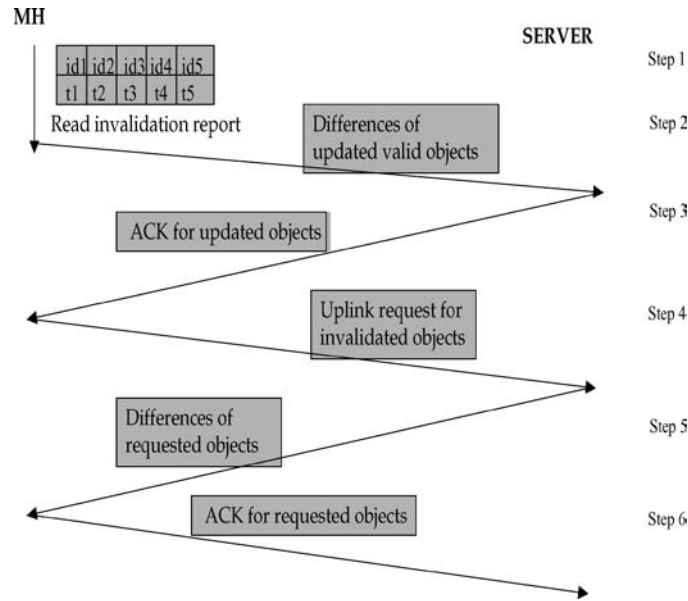 MH
SERVER
Step 1
id1 id2 id3 id4 id5
t1 t2 t3 t4 t5
Read invalidation report
Differences of
updated valid objects
Step 2
ACK for updated objects
Step 3
Uplink request for
invalidated objects
Step 4
Differences of
requested objects
Step 5
ACK for requested objects
Step 6